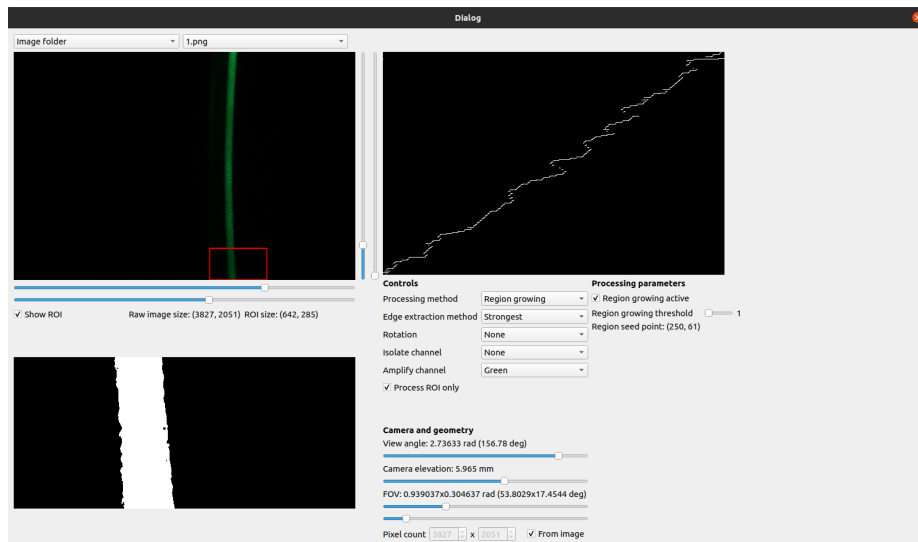 Dialog
Image folder
1.png
Show ROI
Raw image size: (3827, 2051) ROI size: (642, 285)
Controls
Processing method
Region growing
Edge extraction method
Strongest
Rotation
None
Isolate channel
None
Amplify channel
Green
Process ROI only
Processing parameters
Region growing active
Region growing threshold
1
Region seed point: (250, 61)
Camera and geometry
View angle: 2.73633 rad (156.78 deg)
Camera elevation: 5.965 mm
FOV: 0.939037x0.304637 rad (53.8029x17.4544 deg)
Pixel count 3827 x 2051 From image